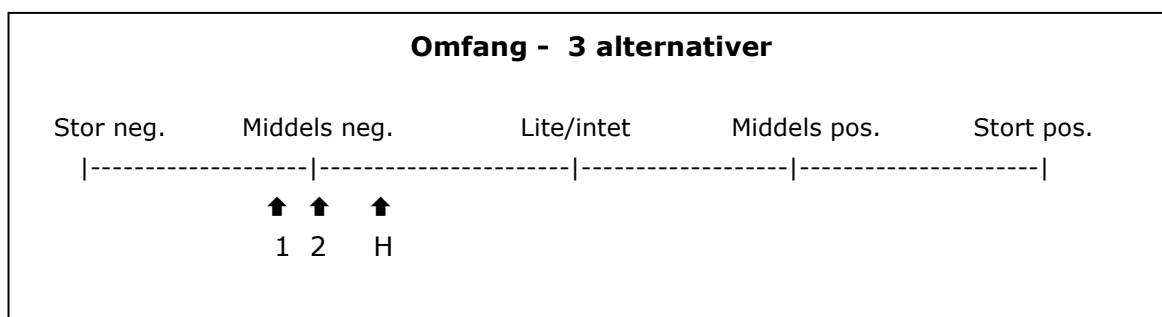 Omfang - 3 alternativer
Stor neg. Middels neg. Lite/intet Middels pos. Stort pos.
|--------------------|-----------------------|-------------------|----------------------|
1 2 H